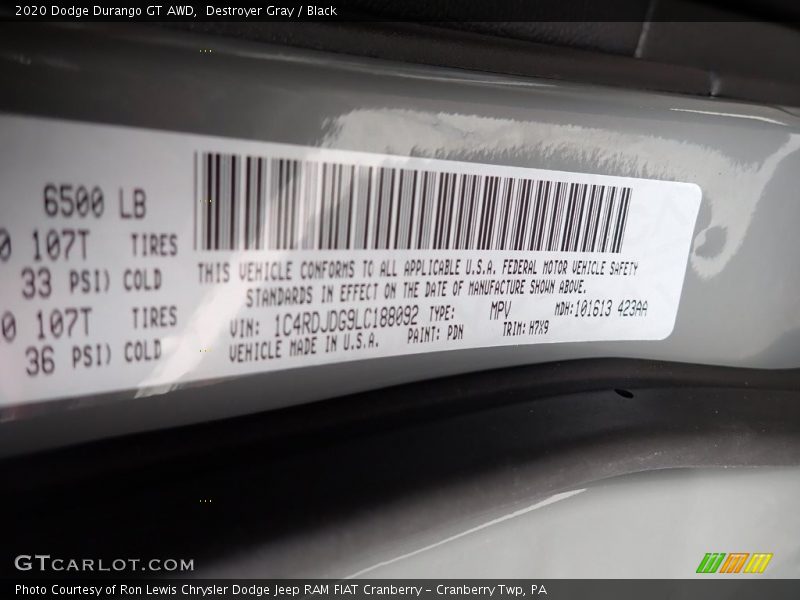 2020 Dodge Durango GT AWD,  Destroyer Gray / Black
6500 LB
0 107T TIRES
33 PSI) COLD
0 107T TIRES
36 PSI) COLD
THIS VEHICLE CONFORMS TO ALL APPLICABLE U.S.A. FEDERAL MOTOR VEHICLE SAFETY
STANDARDS IN EFFECT ON THE DATE OF MANUFACTURE SHOWN ABOVE.
VIN: 1C4RDJDG9LC188092 TYPE: MPV MDH:101613 423AA
VEHICLE MADE IN U.S.A. PAINT: PDN TRIM: H7X9
GTCARLOT.COM
Photo Courtesy of Ron Lewis Chrysler Dodge Jeep RAM FIAT Cranberry – Cranberry Twp, PA